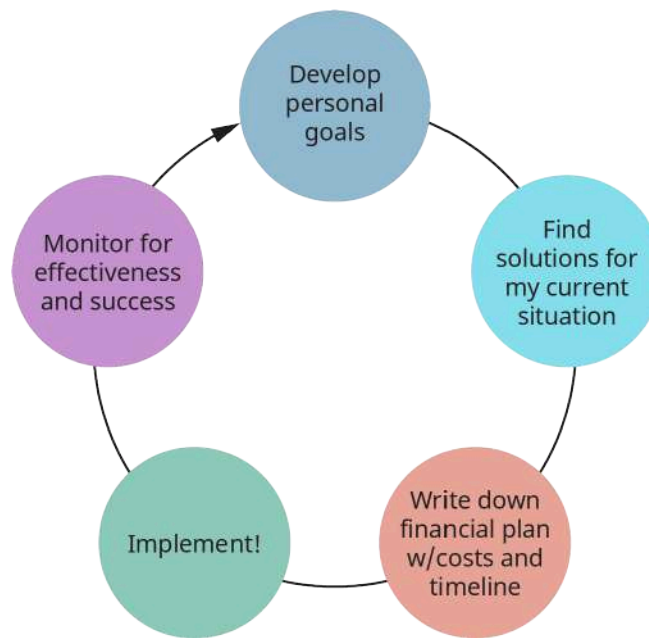 Develop
personal
goals
Find
solutions for
my current
situation
Write down
financial plan
w/costs and
timeline
Implement!
Monitor for
effectiveness
and success